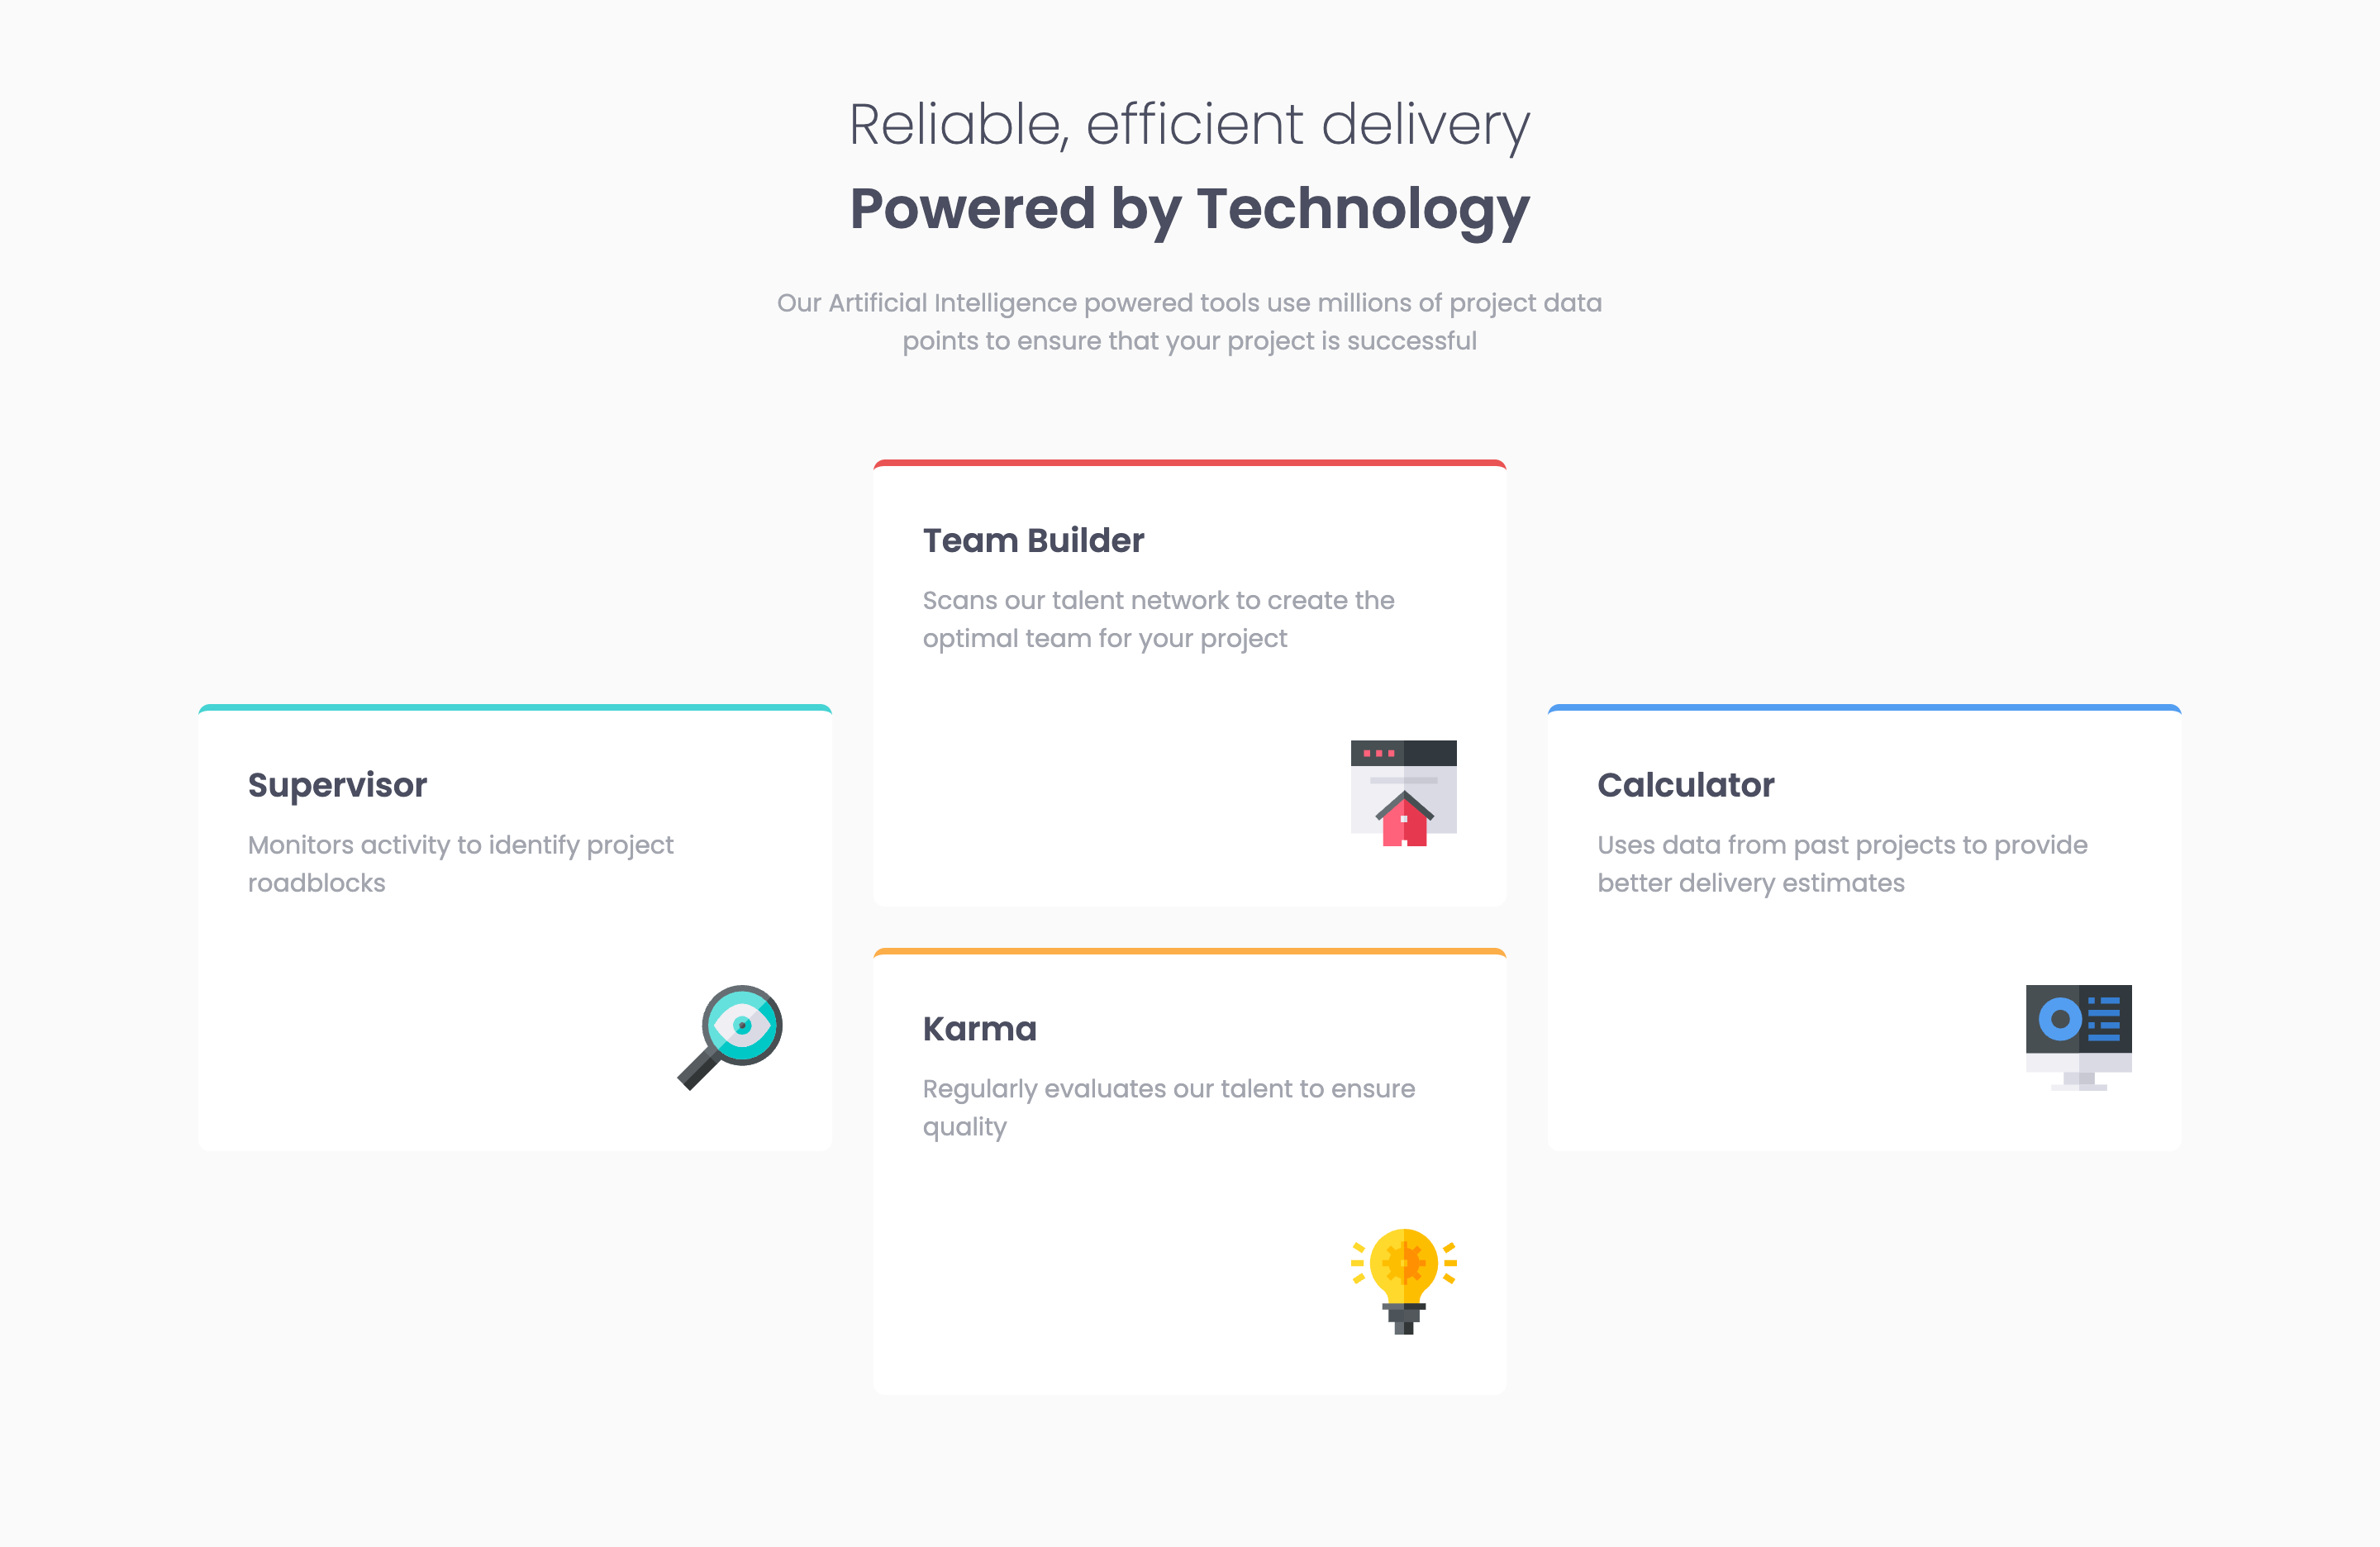 Reliable, efficient delivery
Powered by Technology
Our Artificial Intelligence powered tools use millions of project data
points to ensure that your project is successful
Team Builder
Scans our talent network to create the
optimal team for your project
Supervisor
Monitors activity to identify project
roadblocks
Calculator
Uses data from past projects to provide
better delivery estimates
Karma
Regularly evaluates our talent to ensure
quality